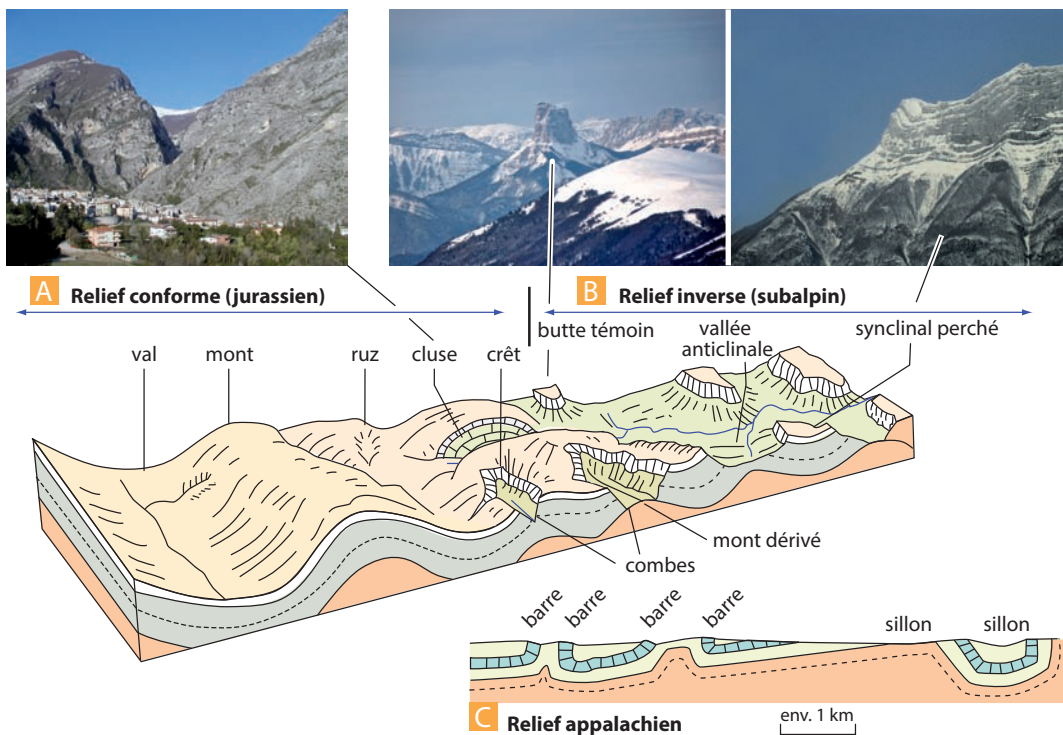 A Relief conforme (jurassien)
B Relief inverse (subalpin)
butte témoin
vallée
anticlinale
synclinal perché
val
mont
ruz
cluse
crêt
mont dérivé
combes
barre
barre
barre
barre
sillon
sillon
C Relief appalachien
env. 1 km